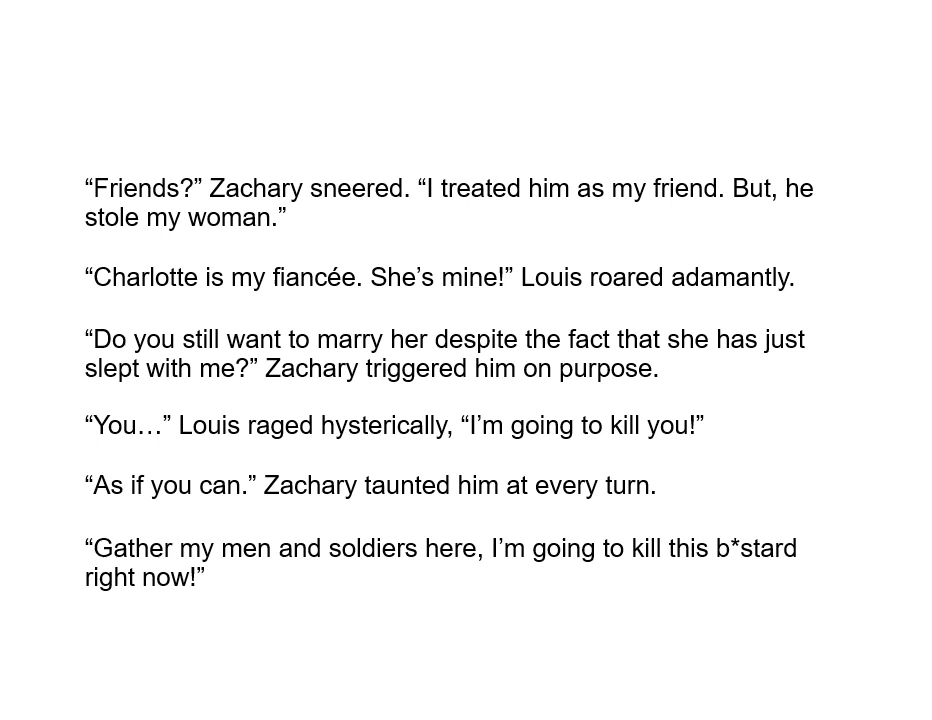 “Friends?” Zachary sneered. “I treated him as my friend. But, he
stole my woman.”
“Charlotte is my fiancée. She’s mine!” Louis roared adamantly.
“Do you still want to marry her despite the fact that she has just
slept with me?” Zachary triggered him on purpose.
“You…” Louis raged hysterically, “I’m going to kill you!”
“As if you can.” Zachary taunted him at every turn.
“Gather my men and soldiers here, I’m going to kill this b*stard
right now!”